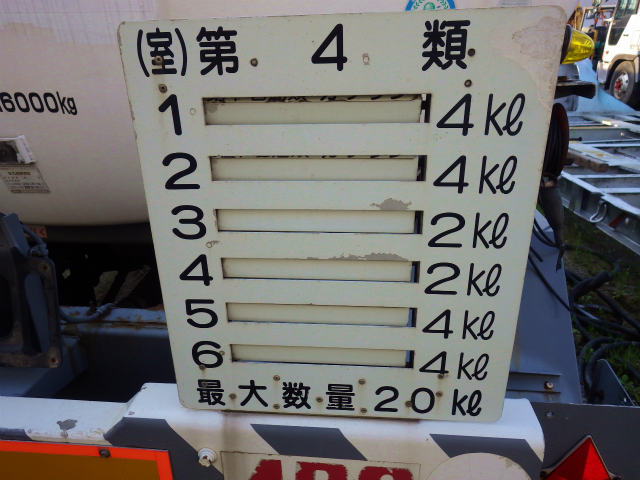 (室) 第 4 類
1 4kℓ
2 4kℓ
3 2kℓ
4 2kℓ
5 4kℓ
6 4kℓ
最大数量 20kℓ
6000kg